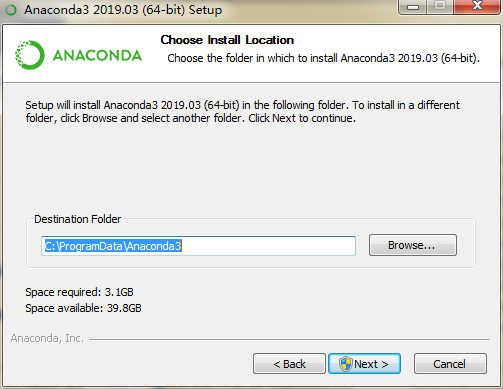 Anaconda3 2019.03 (64-bit) Setup
ANACONDA
Choose Install Location
Choose the folder in which to install Anaconda3 2019.03 (64-bit).
Setup will install Anaconda3 2019.03 (64-bit) in the following folder. To install in a different
folder, click Browse and select another folder. Click Next to continue.
Destination Folder
C:\ProgramData\Anaconda3
Browse...
Space required: 3.1GB
Space available: 39.8GB
Anaconda, Inc.
< Back
Next >
Cancel